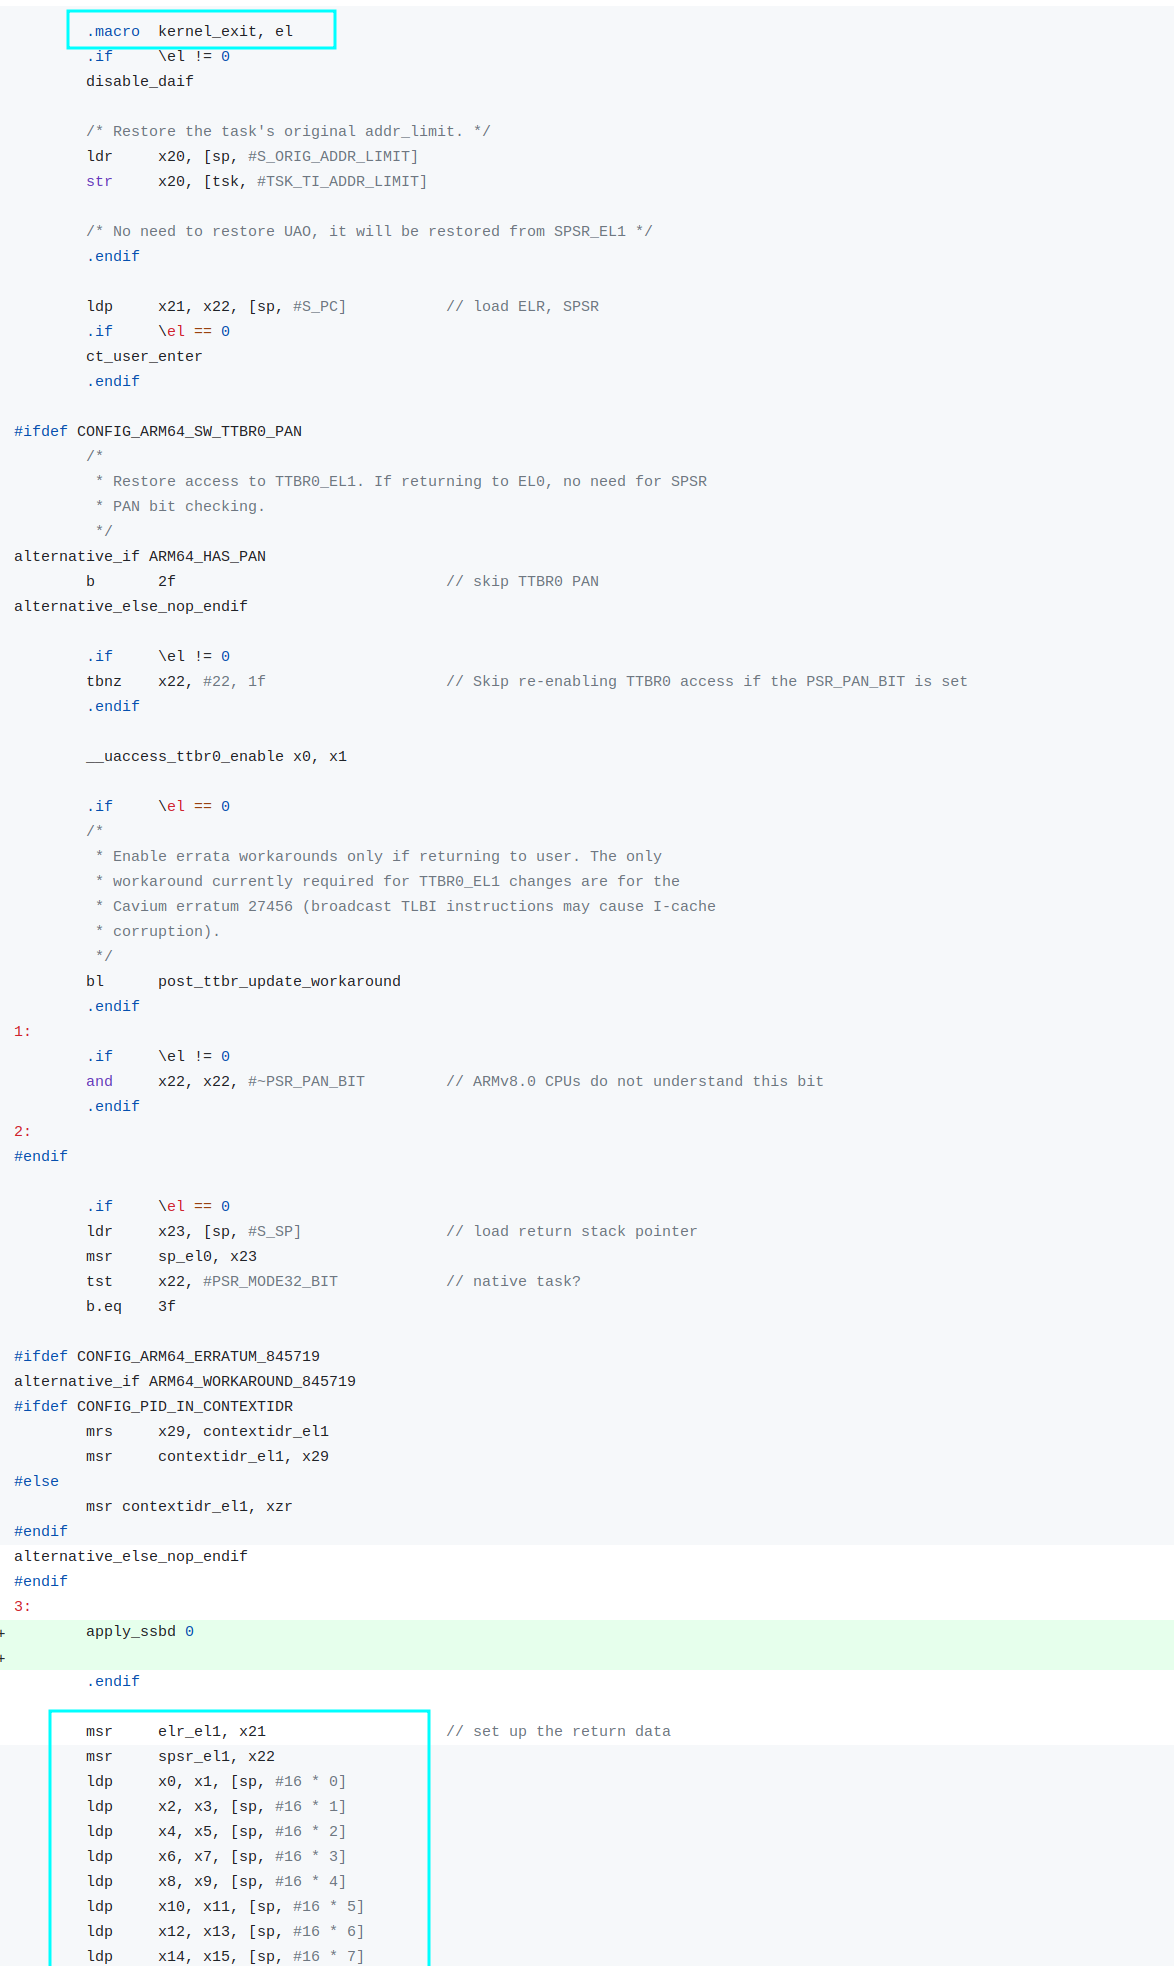 .macro  kernel_exit, el
.if     \el != 0
disable_daif
/* Restore the task's original addr_limit. */
ldr     x20, [sp, #S_ORIG_ADDR_LIMIT]
str     x20, [tsk, #TSK_TI_ADDR_LIMIT]
/* No need to restore UAO, it will be restored from SPSR_EL1 */
.endif
ldp     x21, x22, [sp, #S_PC]           // load ELR, SPSR
.if     \el == 0
ct_user_enter
.endif
#ifdef CONFIG_ARM64_SW_TTBR0_PAN
/*
* Restore access to TTBR0_EL1. If returning to EL0, no need for SPSR
* PAN bit checking.
*/
alternative_if ARM64_HAS_PAN
b       2f                              // skip TTBR0 PAN
alternative_else_nop_endif
.if     \el != 0
tbnz    x22, #22, 1f                    // Skip re-enabling TTBR0 access if the PSR_PAN_BIT is set
.endif
__uaccess_ttbr0_enable x0, x1
.if     \el == 0
/*
* Enable errata workarounds only if returning to user. The only
* workaround currently required for TTBR0_EL1 changes are for the
* Cavium erratum 27456 (broadcast TLBI instructions may cause I-cache
* corruption).
*/
bl      post_ttbr_update_workaround
.endif
1:
.if     \el != 0
and     x22, x22, #~PSR_PAN_BIT         // ARMv8.0 CPUs do not understand this bit
.endif
2:
#endif
.if     \el == 0
ldr     x23, [sp, #S_SP]                // load return stack pointer
msr     sp_el0, x23
tst     x22, #PSR_MODE32_BIT            // native task?
b.eq    3f
#ifdef CONFIG_ARM64_ERRATUM_845719
alternative_if ARM64_WORKAROUND_845719
#ifdef CONFIG_PID_IN_CONTEXTIDR
mrs     x29, contextidr_el1
msr     contextidr_el1, x29
#else
msr contextidr_el1, xzr
#endif
alternative_else_nop_endif
#endif
3:
+       apply_ssbd 0
+
.endif
msr     elr_el1, x21                    // set up the return data
msr     spsr_el1, x22
ldp     x0, x1, [sp, #16 * 0]
ldp     x2, x3, [sp, #16 * 1]
ldp     x4, x5, [sp, #16 * 2]
ldp     x6, x7, [sp, #16 * 3]
ldp     x8, x9, [sp, #16 * 4]
ldp     x10, x11, [sp, #16 * 5]
ldp     x12, x13, [sp, #16 * 6]
ldp     x14, x15, [sp, #16 * 7]